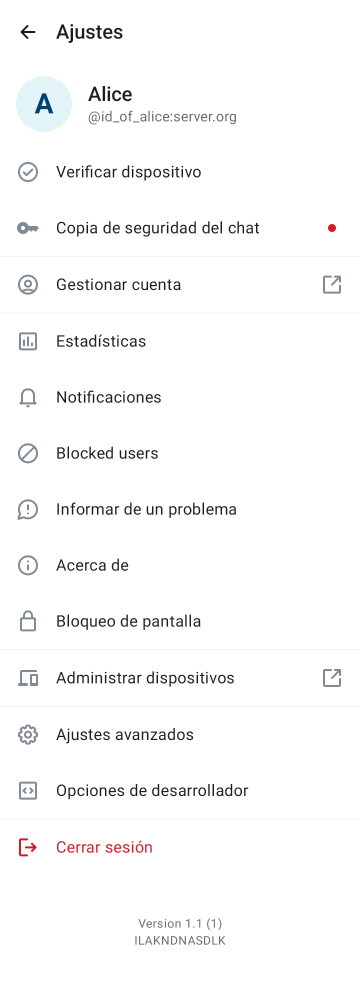 Ajustes
A
Alice
@id_of_alice:server.org
Verificar dispositivo
Copia de seguridad del chat
Gestionar cuenta
Estadísticas
Notificaciones
Blocked users
Informar de un problema
Acerca de
Bloqueo de pantalla
Administrar dispositivos
Ajustes avanzados
Opciones de desarrollador
Cerrar sesión
Version 1.1 (1)
ILAKNDNASDLK